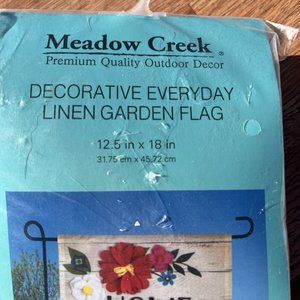 Meadow Creek®
Premium Quality Outdoor Decor
DECORATIVE EVERYDAY
LINEN GARDEN FLAG
12.5 in x 18 in
31.75 cm x 45.72 cm
HOME